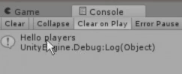 Game Console
Clear Collapse Clear on Play Error Pause
Hello players
UnityEngine.Debug:Log(Object)